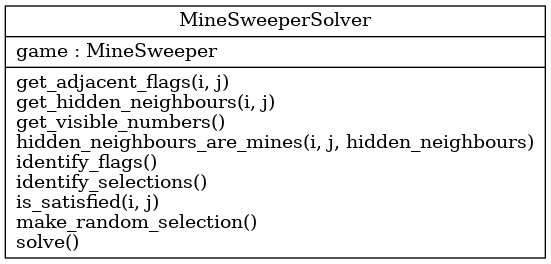 MineSweeperSolver
game : MineSweeper
get_adjacent_flags(i, j)
get_hidden_neighbours(i, j)
get_visible_numbers()
hidden_neighbours_are_mines(i, j, hidden_neighbours)
identify_flags()
identify_selections()
is_satisfied(i, j)
make_random_selection()
solve()